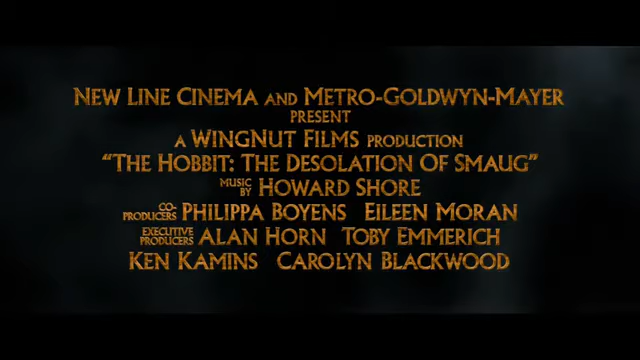 New Line Cinema and Metro-Goldwyn-Mayer
present
a WingNut Films production
"The Hobbit: The Desolation Of Smaug"
music by Howard Shore
co-producers Philippa Boyens Eileen Moran
executive producers Alan Horn Toby Emmerich
Ken Kamins Carolyn Blackwood